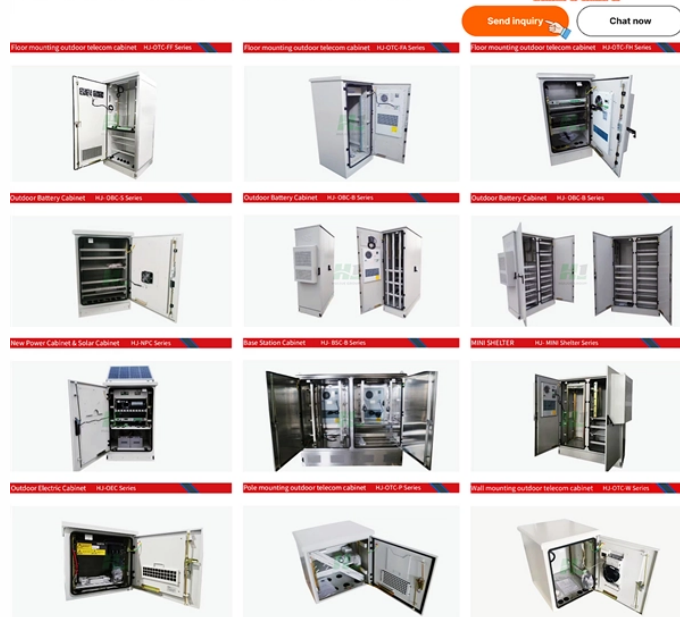 Send inquiry
Chat now
Floor mounting outdoor telecom cabinet HJ-OTC-FF Series
Floor mounting outdoor telecom cabinet HJ-OTC-FA Series
Floor mounting outdoor telecom cabinet HJ-OTC-FH Series
Outdoor Battery Cabinet HJ- OBC-S Series
Outdoor Battery Cabinet HJ- OBC-B Series
Outdoor Battery Cabinet HJ- OBC-B Series
New Power Cabinet & Solar Cabinet HJ-NPC Series
Base Station Cabinet HJ- BSC-B Series
MINI SHELTER HJ- MINI Shelter Series
Outdoor Electric Cabinet HJ-OEC Series
Pole mounting outdoor telecom cabinet HJ-OTC-P Series
Wall mounting outdoor telecom cabinet HJ-OTC-W Series